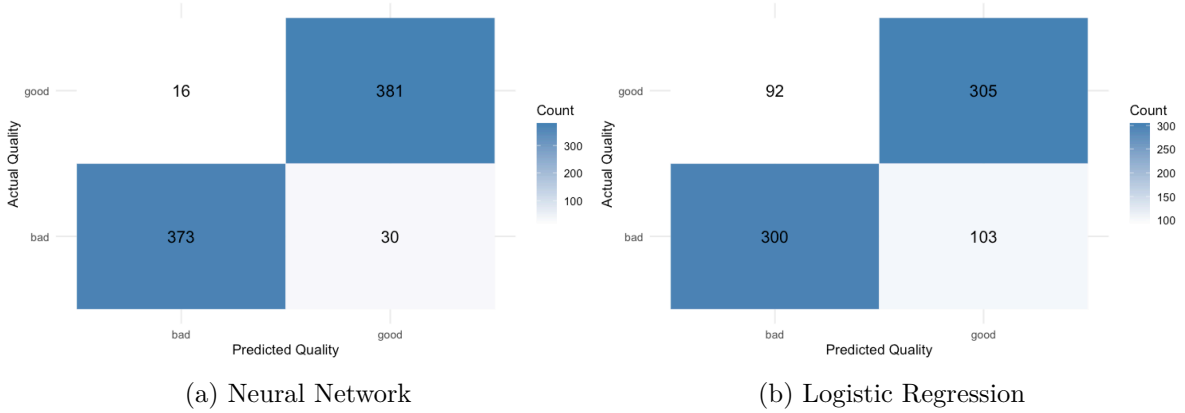 good
16
381
Count
300
200
100
Actual Quality
bad
373
30
bad
good
Predicted Quality
(a) Neural Network
good
92
305
Count
300
250
200
150
100
Actual Quality
bad
300
103
bad
good
Predicted Quality
(b) Logistic Regression